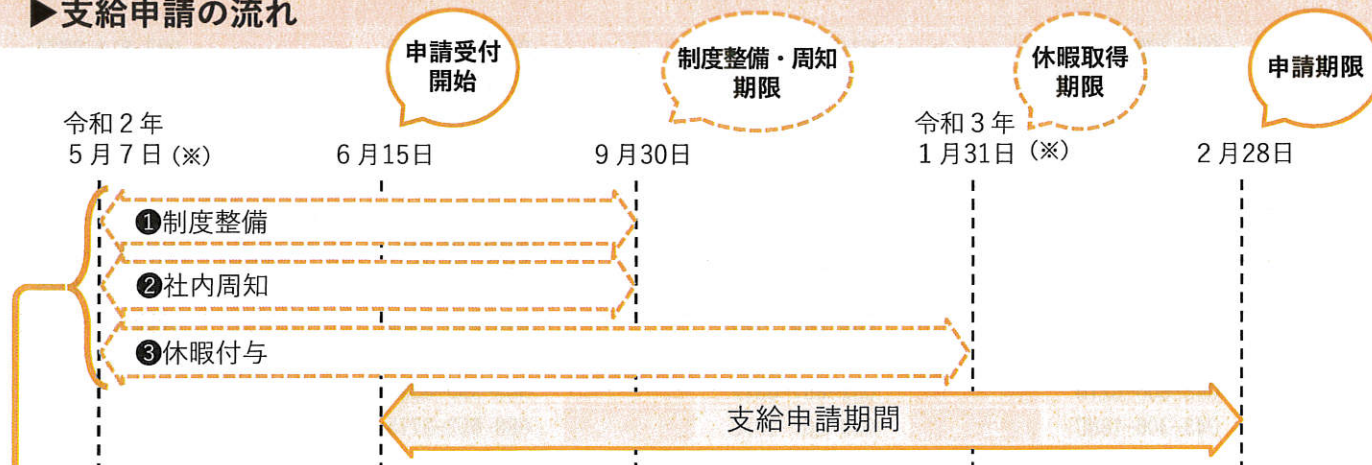 ▶支給申請の流れ
申請受付
開始
制度整備・周知
期限
休暇取得
期限
申請期限
令和２年
５月７日（※）
６月15日
９月30日
令和３年
１月31日（※）
２月28日
❶制度整備
❷社内周知
❸休暇付与
支給申請期間